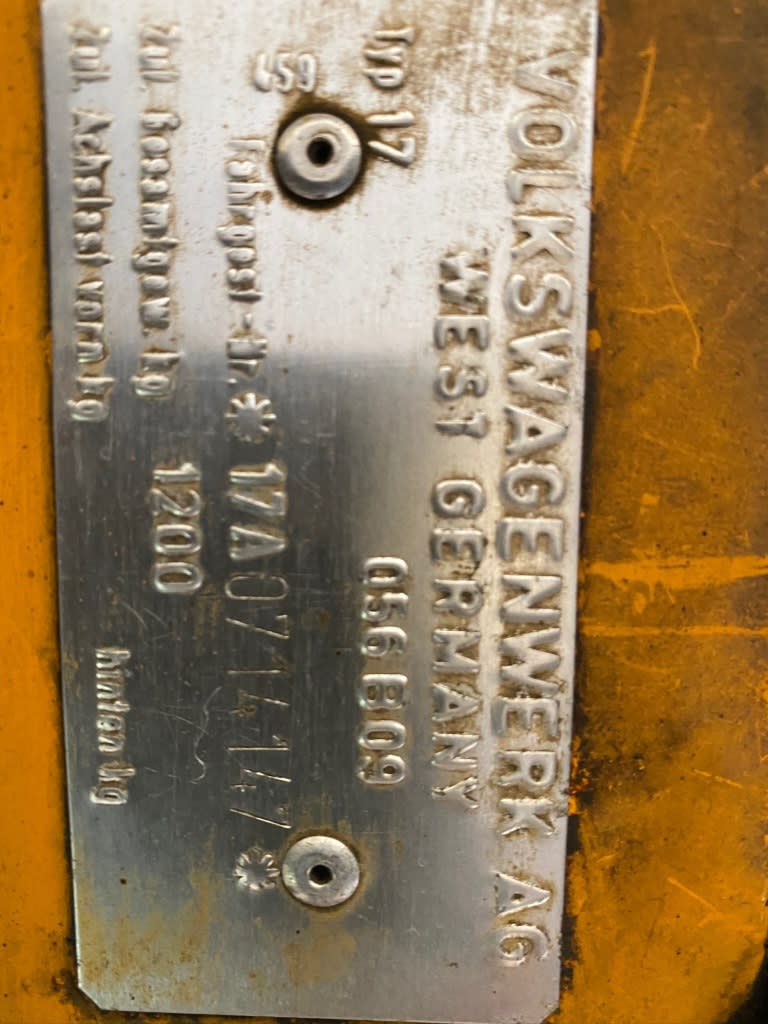 VOLKSWAGENWERK AG
WEST GERMANY
Typ 17 056 B09
Fahrgest.-Nr. *17A0714147*
Zul. Gesamtgew. kg 1200
Zul. Achslast vorn kg hinten kg